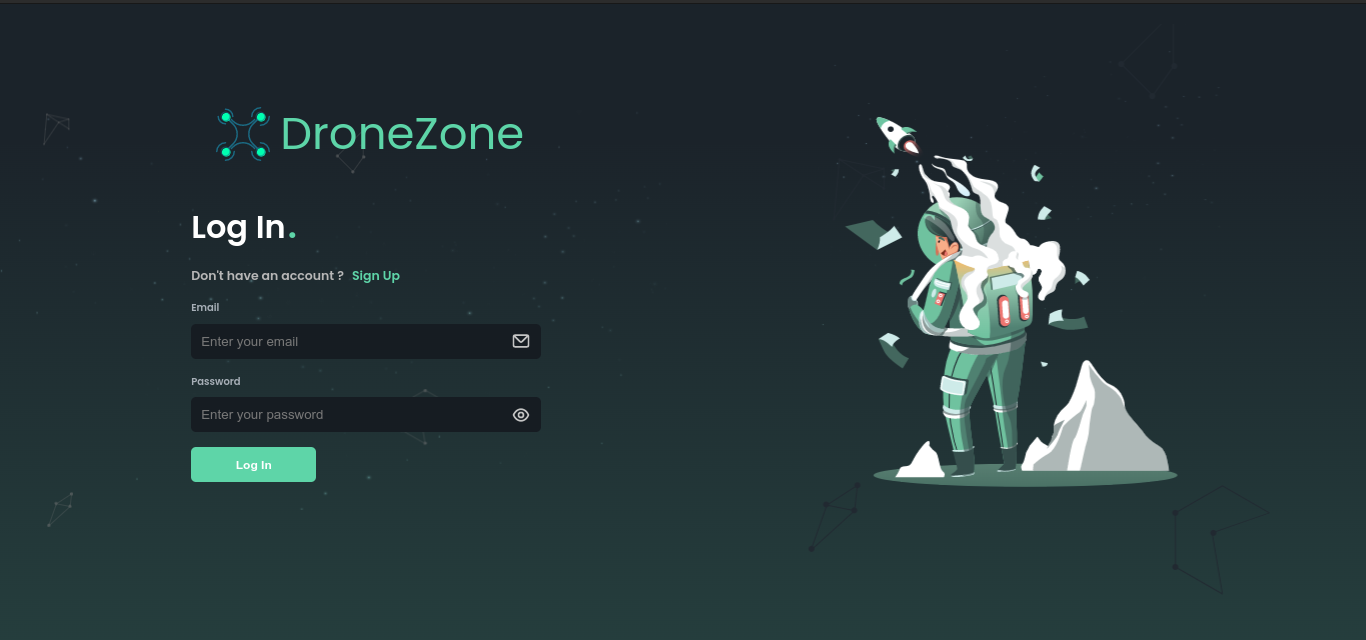 DroneZone
Log In.
Don't have an account ? Sign Up
Email
Enter your email
Password
Enter your password
Log In